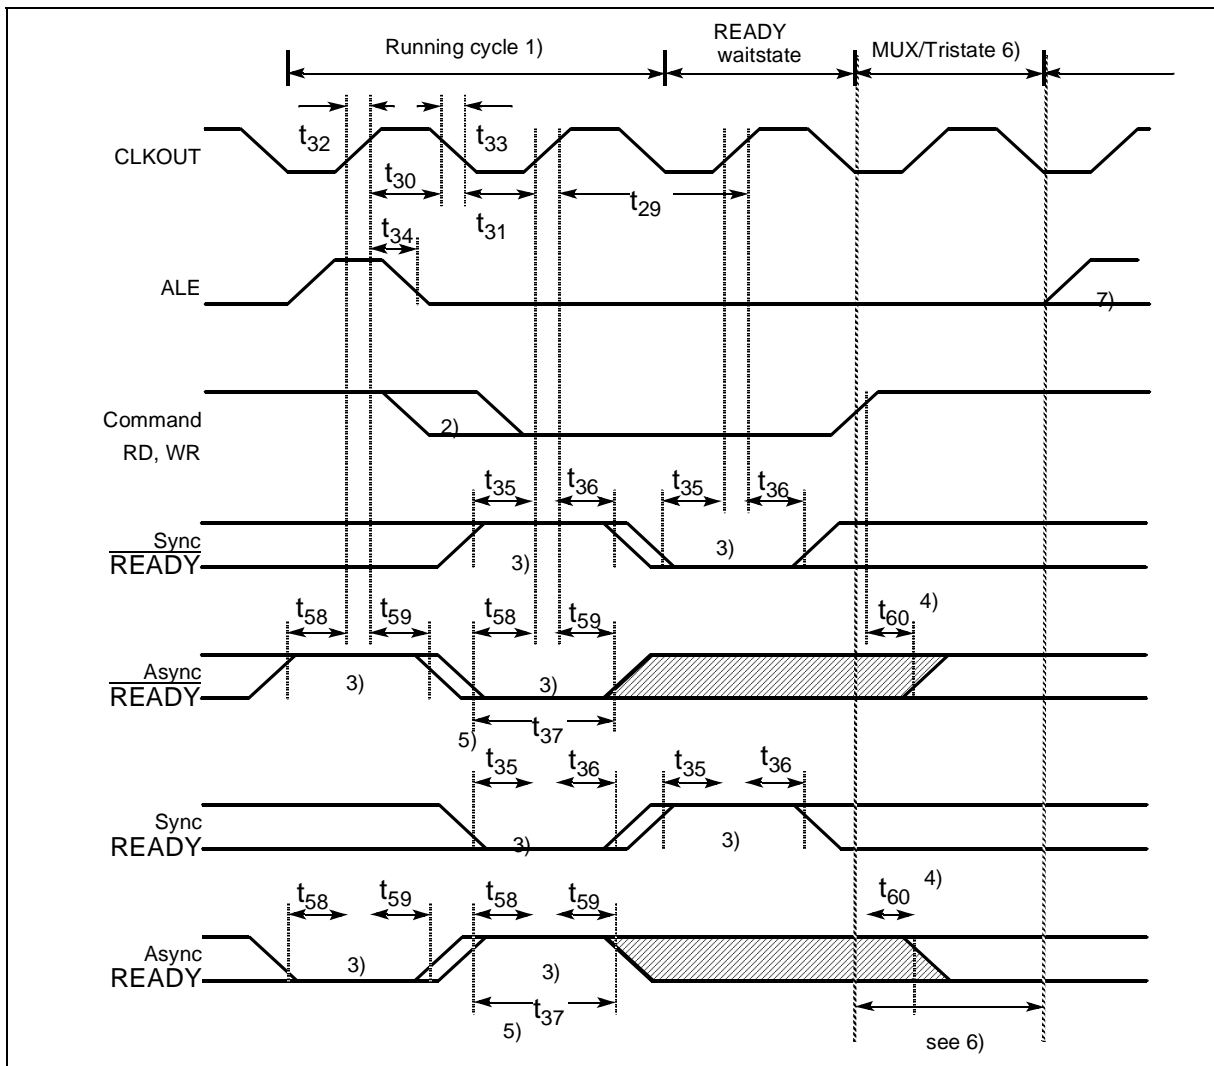 Running cycle 1)
READY
waitstate
MUX/Tristate 6)
t32
t33
CLKOUT
t30
t31
t29
t34
ALE
7)
Command
RD, WR
2)
t35
t36
t35
t36
Sync
READY
3)
3)
t58
t59
t58
t59
t60
4)
Async
READY
3)
3)
t37
5)
t35
t36
t35
t36
Sync
READY
3)
3)
t58
t59
t58
t59
t60
4)
Async
READY
3)
3)
t37
5)
see 6)